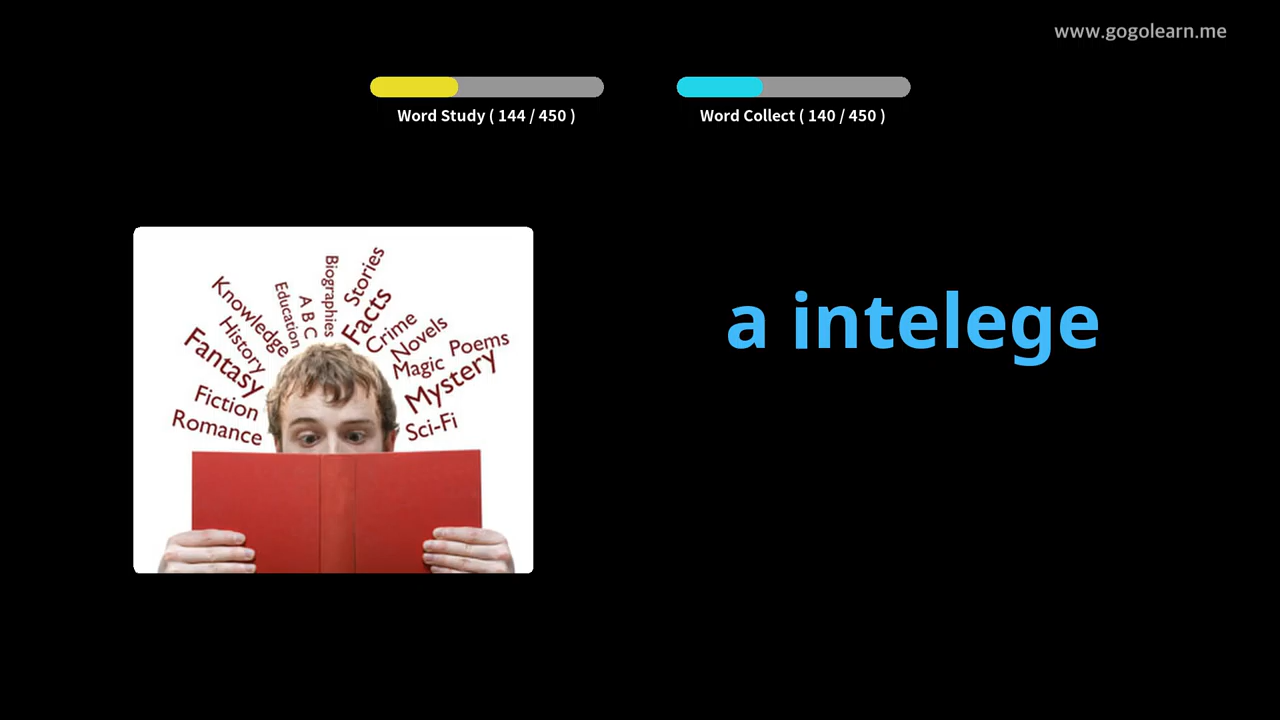 www.gogolearn.me
Word Study ( 144 / 450 )
Word Collect ( 140 / 450 )
a intelege
Biographies
Stories
Education
A B C
Facts
Knowledge
Crime
History
Novels
Fantasy
Magic
Poems
Mystery
Fiction
Romance
Sci-Fi